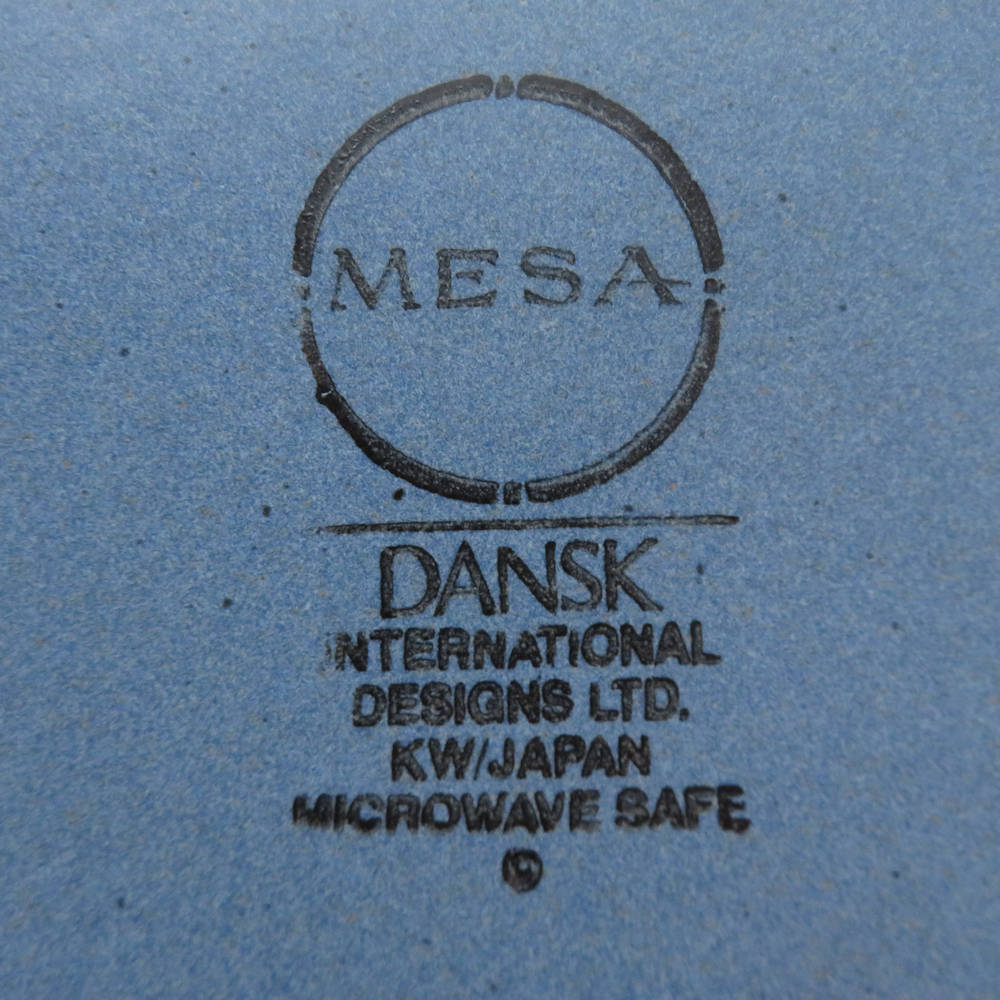 MESA
DANSK
INTERNATIONAL
DESIGNS LTD.
KW/JAPAN
MICROWAVE SAFE
©